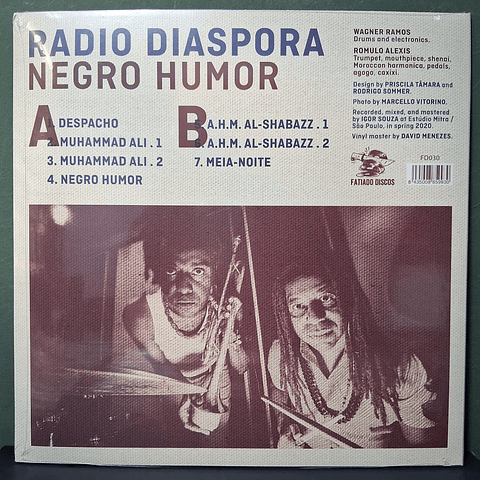 RADIO DIASPORA
NEGRO HUMOR
A
1. DESPACHO
2. MUHAMMAD ALI . 1
3. MUHAMMAD ALI . 2
4. NEGRO HUMOR
B
5. A.H.M. AL-SHABAZZ . 1
6. A.H.M. AL-SHABAZZ . 2
7. MEIA-NOITE
WAGNER RAMOS
Drums and electronics.
ROMULO ALEXIS
Trumpet, mouthpiece, shenai,
Moroccan harmonica, pedals,
agogo, caxixi.
Design by PRISCILA TÂMARA and
RODRIGO SOMMER.
Photo by MARCELLO VITORINO.
Recorded, mixed, and mastered
by IGOR SOUZA at Estúdio Mitra /
São Paulo, in spring 2020.
Vinyl master by DAVID MENEZES.
FATIADO DISCOS
FD030